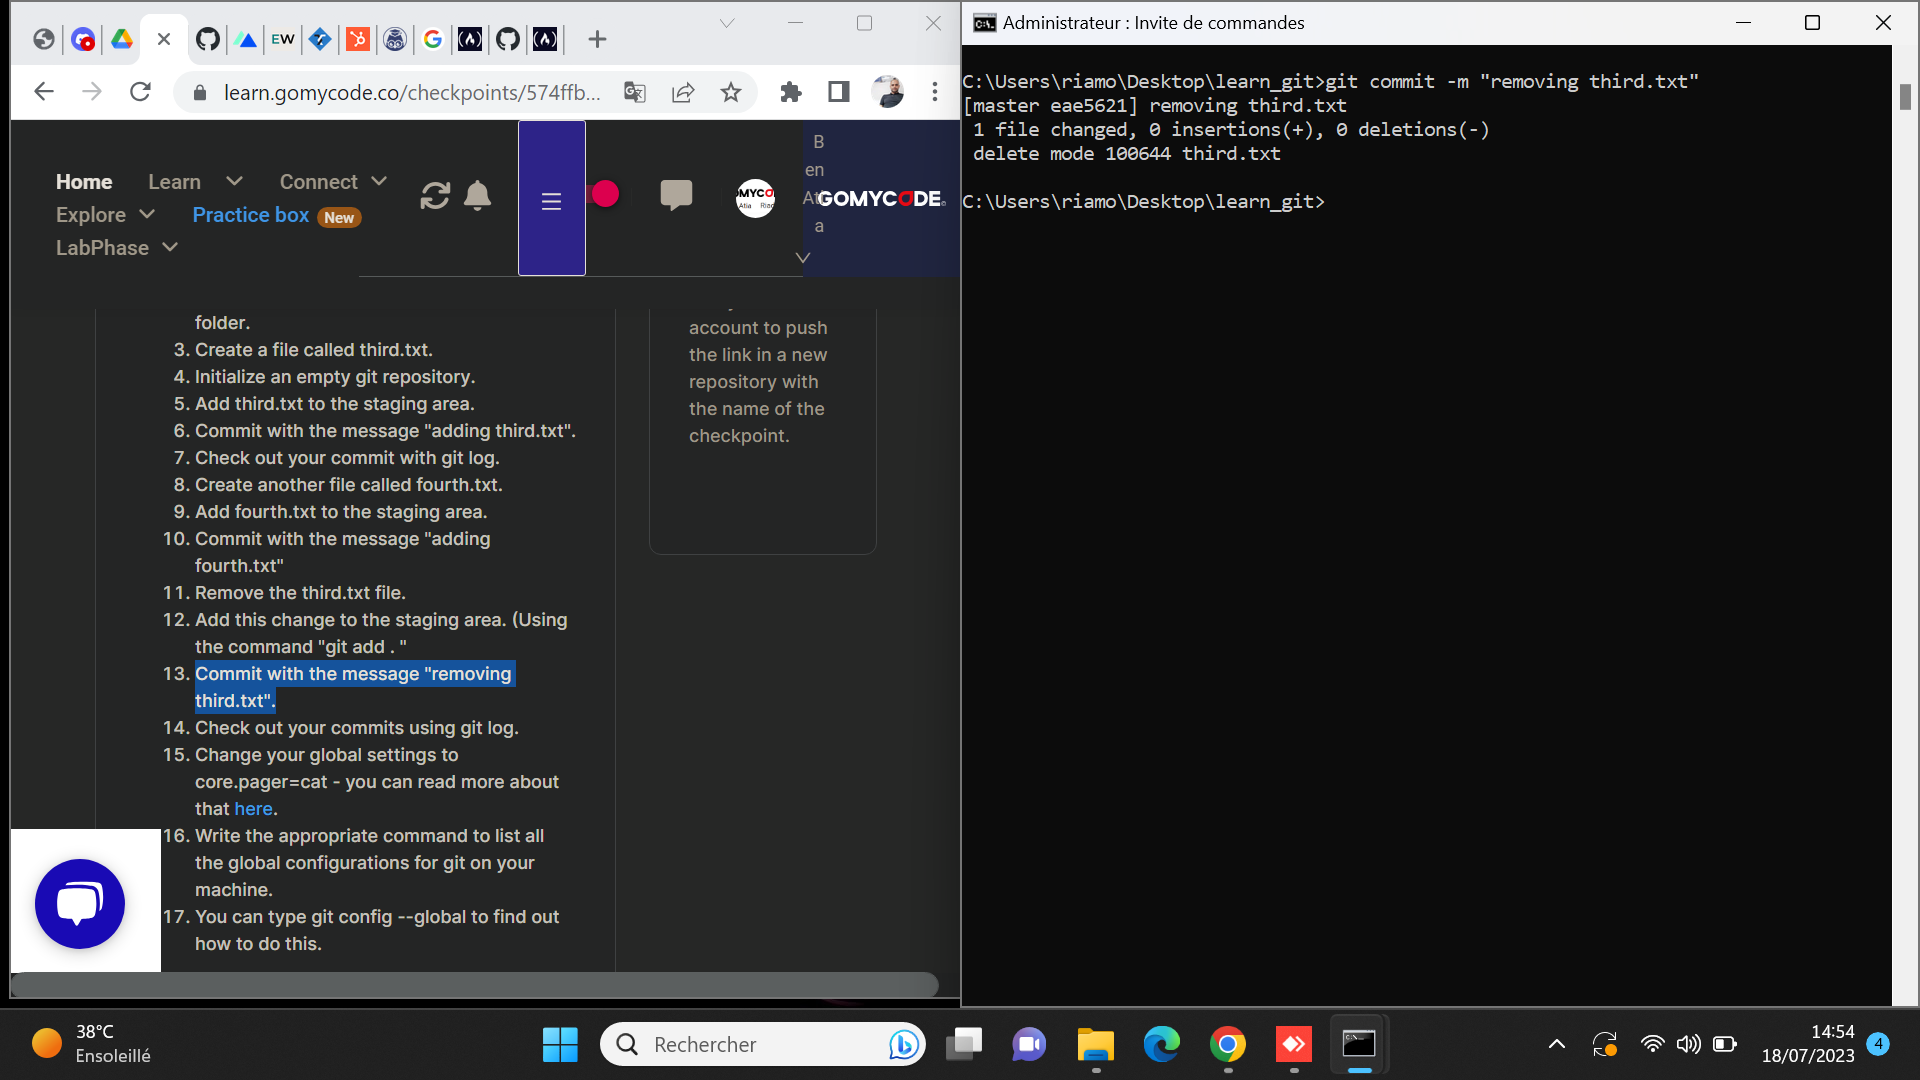 EW
learn.gomycode.co/checkpoints/574ffb...
Home
Learn
Connect
Explore
Practice box New
LabPhase
B
en
Ati
a
GOMYCODE
folder.
3. Create a file called third.txt.
4. Initialize an empty git repository.
5. Add third.txt to the staging area.
6. Commit with the message "adding third.txt".
7. Check out your commit with git log.
8. Create another file called fourth.txt.
9. Add fourth.txt to the staging area.
10. Commit with the message "adding
fourth.txt"
11. Remove the third.txt file.
12. Add this change to the staging area. (Using
the command "git add . "
13. Commit with the message "removing
third.txt".
14. Check out your commits using git log.
15. Change your global settings to
core.pager=cat - you can read more about
that here.
16. Write the appropriate command to list all
the global configurations for git on your
machine.
17. You can type git config --global to find out
how to do this.
account to push
the link in a new
repository with
the name of the
checkpoint.
Administrateur : Invite de commandes
C:\Users\riamo\Desktop\learn_git>git commit -m "removing third.txt"
[master eae5621] removing third.txt
1 file changed, 0 insertions(+), 0 deletions(-)
delete mode 100644 third.txt
C:\Users\riamo\Desktop\learn_git>
38°C
Ensoleillé
Rechercher
14:54
18/07/2023
4